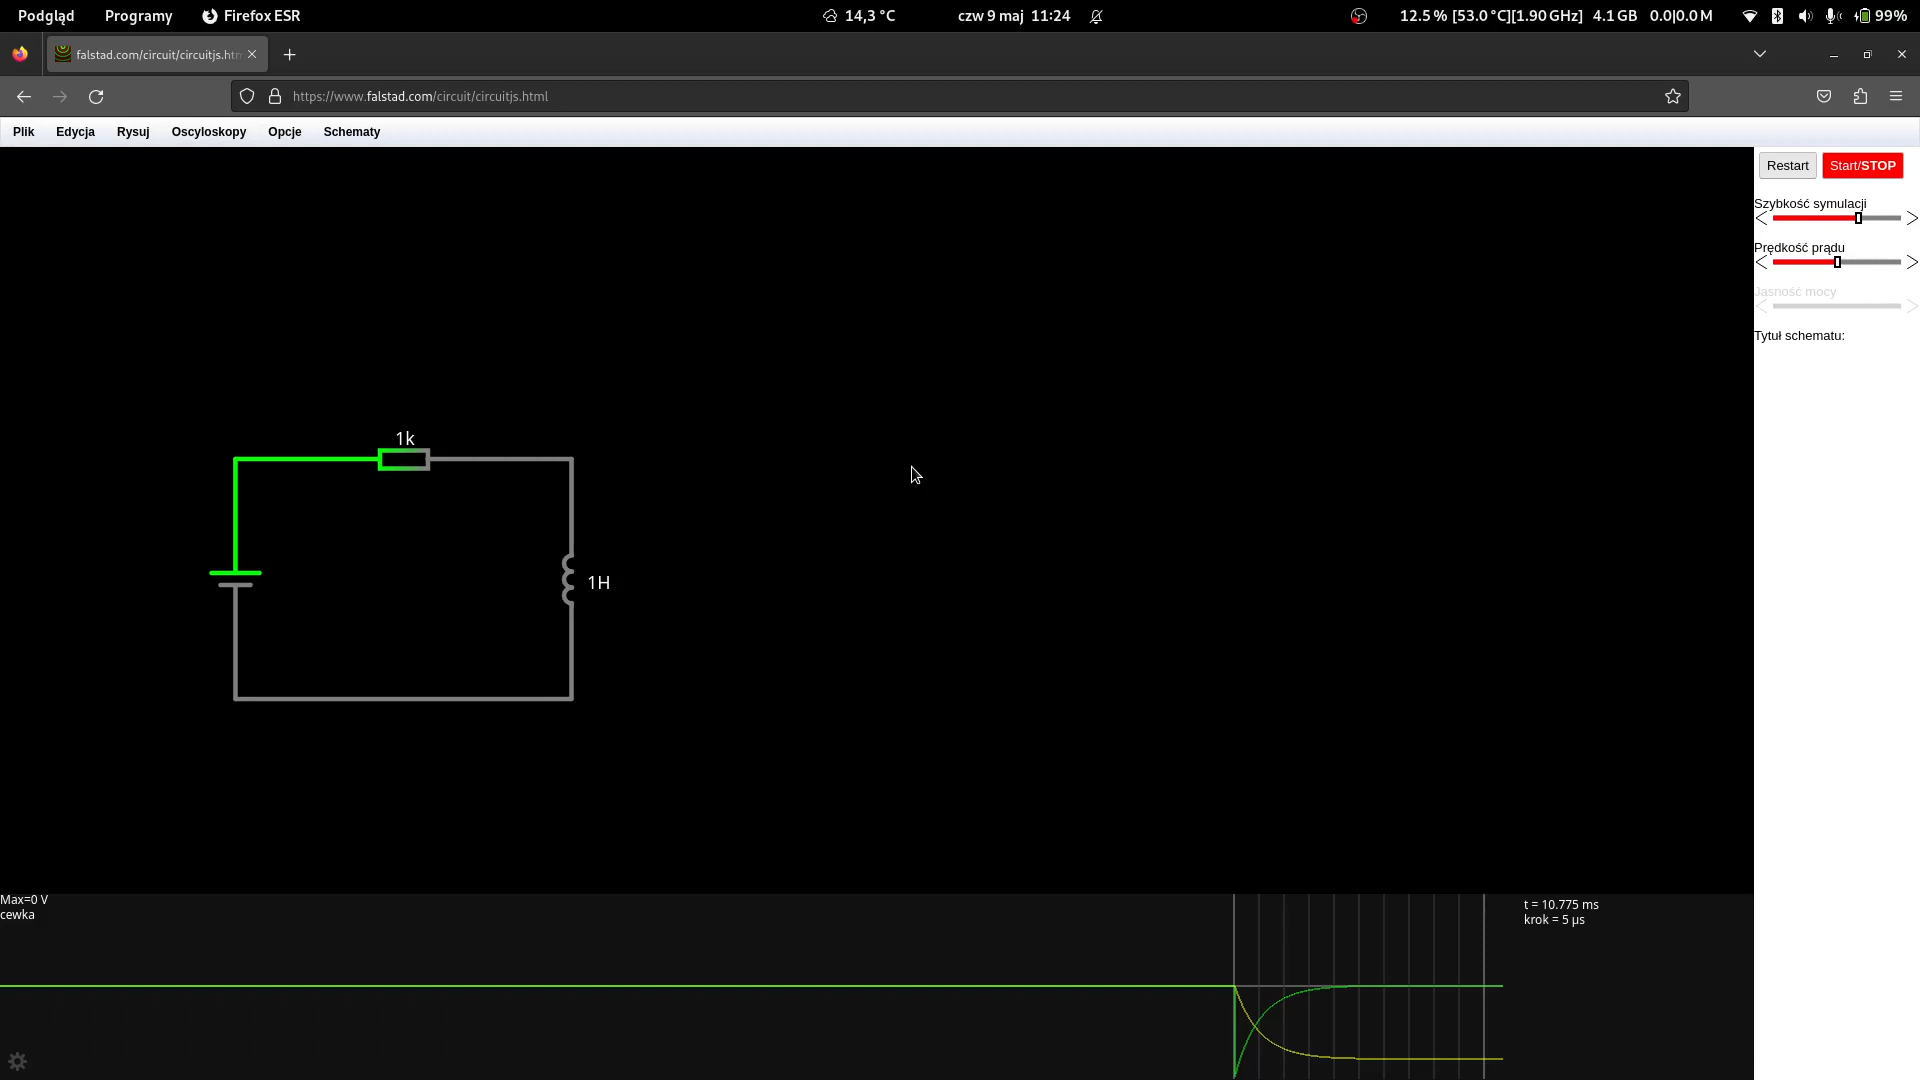 Podgląd Programy Firefox ESR 14,3 °C czw 9 maj 11:24 12.5 % [53.0 °C][1.90 GHz] 4.1 GB 0.0|0.0 M 99%
falstad.com/circuit/circuitjs.htm
https://www.falstad.com/circuit/circuitjs.html
Plik Edycja Rysuj Oscyloskopy Opcje Schematy
Restart Start/STOP
Szybkość symulacji
Prędkość prądu
Jasność mocy
Tytuł schematu:
1k
1H
Max=0 V
cewka
t = 10.775 ms
krok = 5 µs